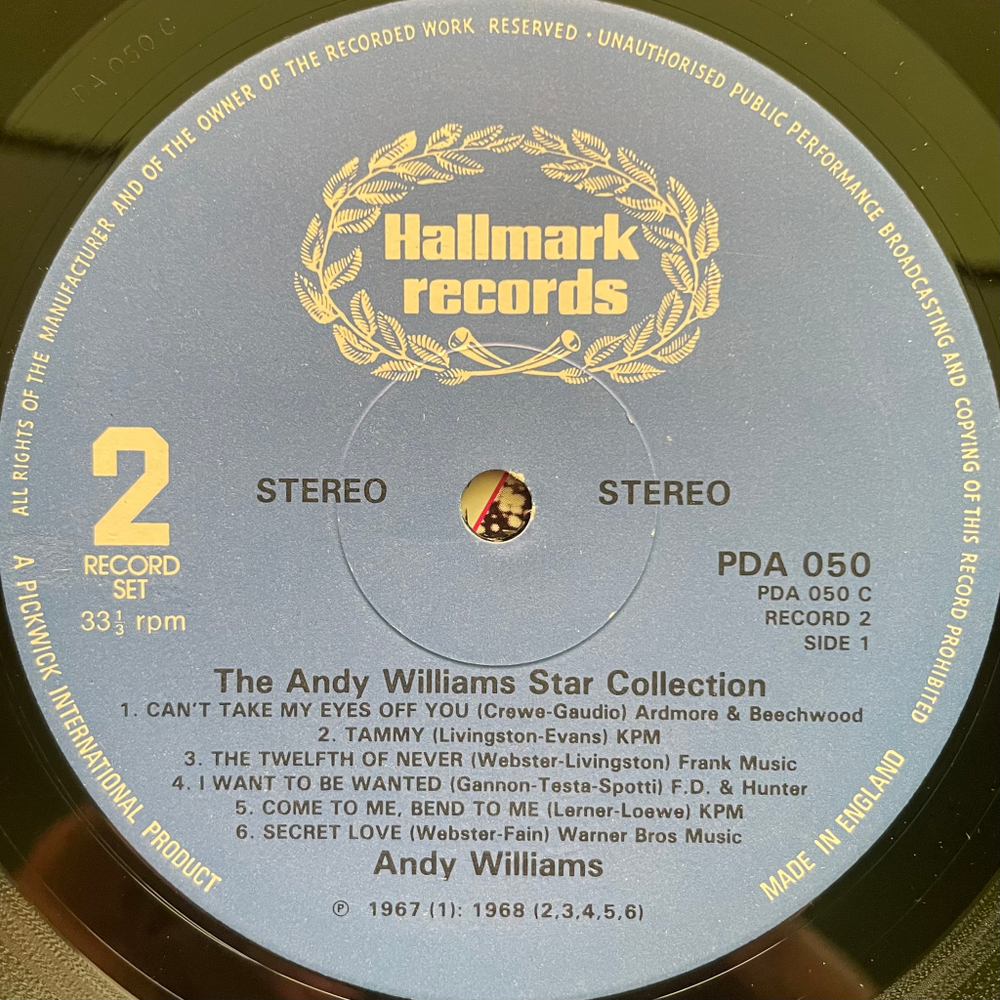 ALL RIGHTS OF THE MANUFACTURER AND OF THE OWNER OF THE RECORDED WORK RESERVED · UNAUTHORISED PUBLIC PERFORMANCE BROADCASTING AND COPYING OF THIS RECORD PROHIBITED
Hallmark
records
2
RECORD
SET
33⅓ rpm
STEREO
STEREO
PDA 050
PDA 050 C
RECORD 2
SIDE 1
The Andy Williams Star Collection
1. CAN'T TAKE MY EYES OFF YOU (Crewe-Gaudio) Ardmore & Beechwood
2. TAMMY (Livingston-Evans) KPM
3. THE TWELFTH OF NEVER (Webster-Livingston) Frank Music
4. I WANT TO BE WANTED (Gannon-Testa-Spotti) F.D. & Hunter
5. COME TO ME, BEND TO ME (Lerner-Loewe) KPM
6. SECRET LOVE (Webster-Fain) Warner Bros Music
Andy Williams
℗ 1967 (1): 1968 (2,3,4,5,6)
A PICKWICK INTERNATIONAL PRODUCT
MADE IN ENGLAND